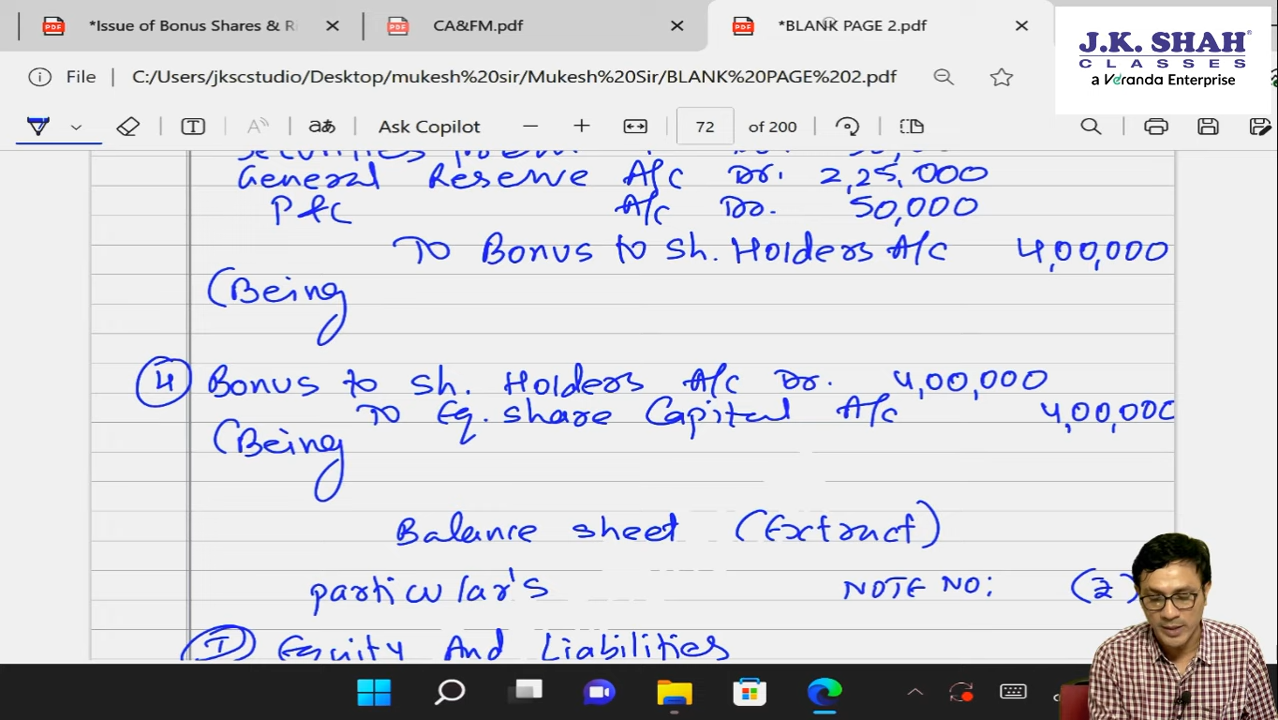 *Issue of Bonus Shares & Ri
CA&FM.pdf
*BLANK PAGE 2.pdf
J.K. SHAH®
CLASSES
a Veranda Enterprise
File
C:/Users/jkscstudio/Desktop/mukesh%20sir/Mukesh%20Sir/BLANK%20PAGE%202.pdf
Ask Copilot
72 of 200
General Reserve A/c Dr. 2,25,000
A/c Dr. 50,000
To Bonus to Sh. Holders A/c 4,00,000
(Being
4 Bonus to Sh. Holders A/c Dr. 4,00,000
To Eq. share Capital A/c 4,00,000
(Being
Balance sheet (Extract)
particular's NOTE NO:
I Equity And Liabilities